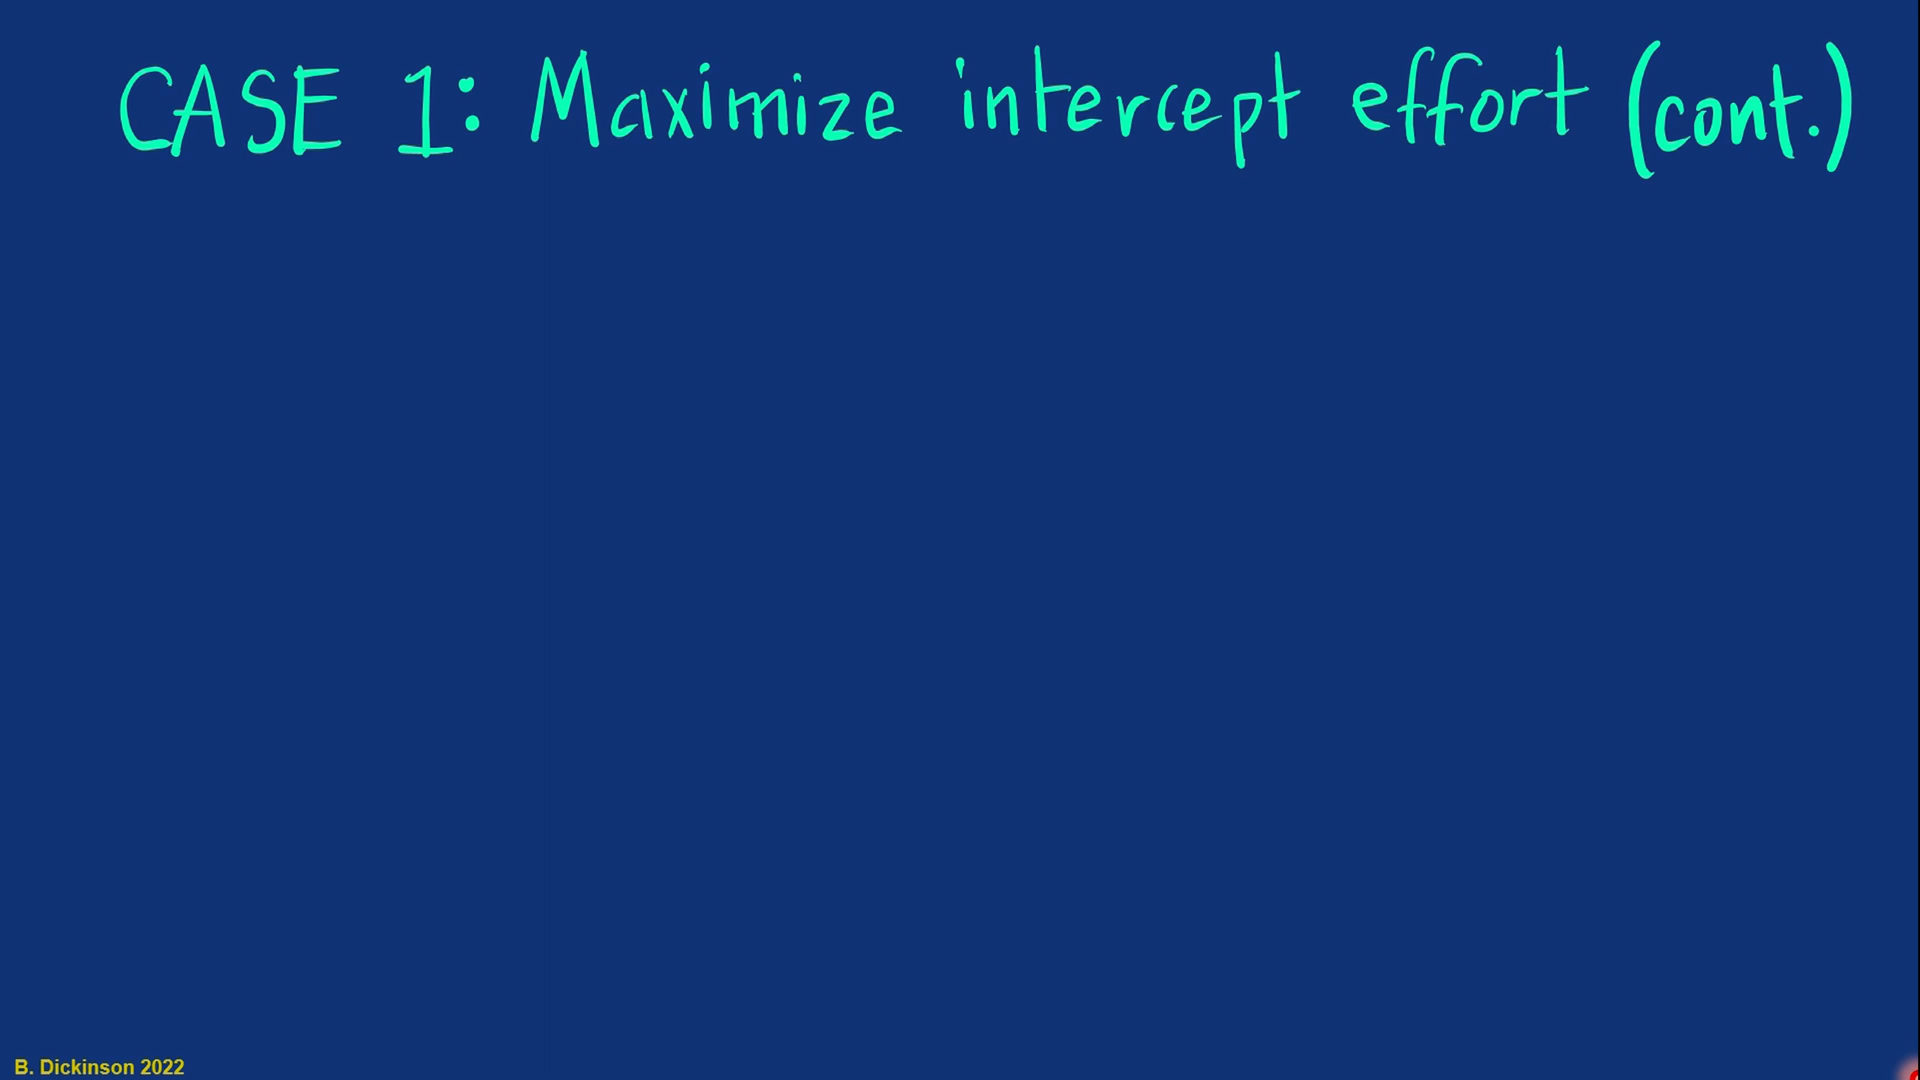 CASE 1: Maximize intercept effort (cont.)
B. Dickinson 2022